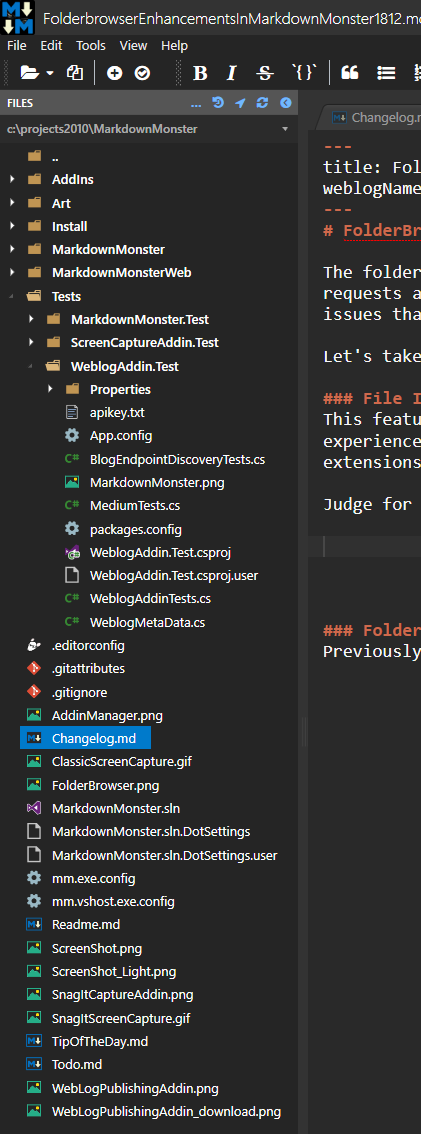 FolderbrowserEnhancementsInMarkdownMonster1812.m
File Edit Tools View Help
B I S `{}`
FILES
...
c:\projects2010\MarkdownMonster
Changelog.
..
AddIns
Art
Install
MarkdownMonster
MarkdownMonsterWeb
Tests
MarkdownMonster.Test
ScreenCaptureAddin.Test
WeblogAddin.Test
Properties
apikey.txt
App.config
C# BlogEndpointDiscoveryTests.cs
MarkdownMonster.png
C# MediumTests.cs
packages.config
WeblogAddin.Test.csproj
WeblogAddin.Test.csproj.user
C# WeblogAddinTests.cs
C# WeblogMetaData.cs
.editorconfig
.gitattributes
.gitignore
AddinManager.png
Changelog.md
ClassicScreenCapture.gif
FolderBrowser.png
MarkdownMonster.sln
MarkdownMonster.sln.DotSettings
MarkdownMonster.sln.DotSettings.user
mm.exe.config
mm.vshost.exe.config
Readme.md
ScreenShot.png
ScreenShot_Light.png
SnagItCaptureAddin.png
SnagItScreenCapture.gif
TipOfTheDay.md
Todo.md
WebLogPublishingAddin.png
WebLogPublishingAddin_download.png
---
title: Fol
weblogName
---
# FolderBr
The folder
requests a
issues tha
Let's take
### File I
This featu
experience
extensions
Judge for
### Folder
Previously